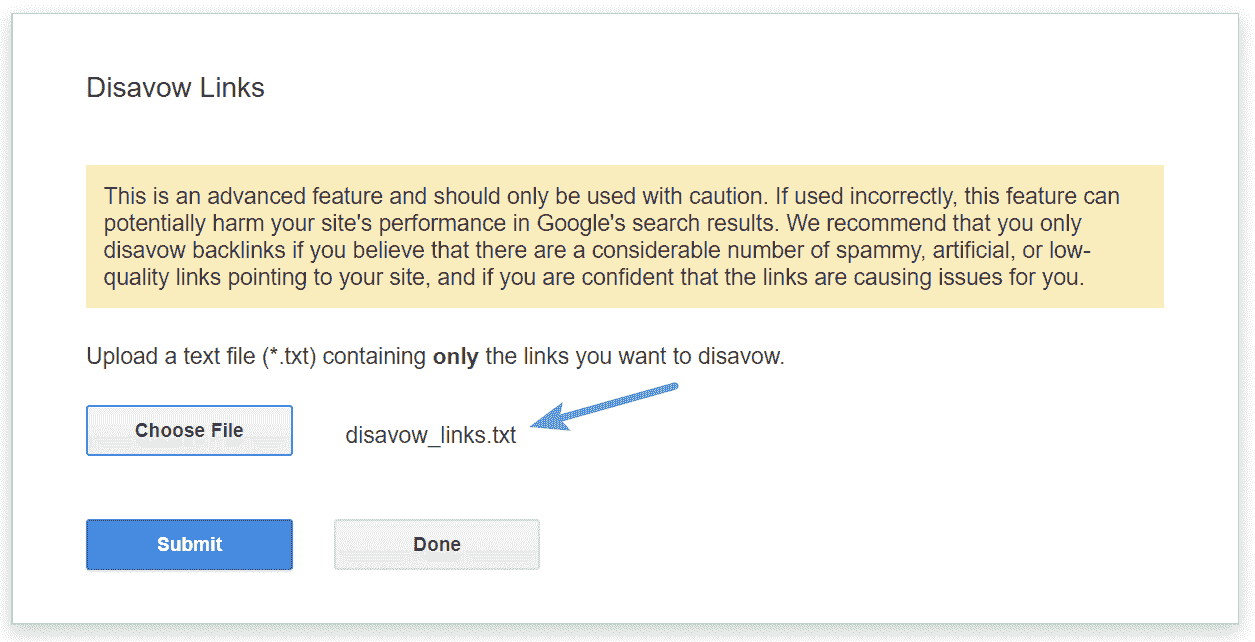 Disavow Links
This is an advanced feature and should only be used with caution. If used incorrectly, this feature can
potentially harm your site's performance in Google's search results. We recommend that you only
disavow backlinks if you believe that there are a considerable number of spammy, artificial, or low-
quality links pointing to your site, and if you are confident that the links are causing issues for you.
Upload a text file (*.txt) containing only the links you want to disavow.
Choose File
disavow_links.txt
Submit
Done